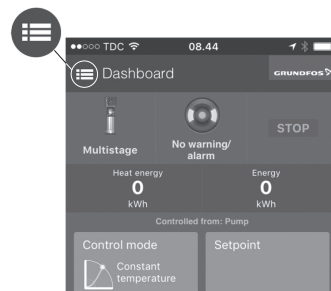 TDC 08.44
Dashboard
GRUNDFOS
Multistage
No warning/
alarm
STOP
Heat energy
0
kWh
Energy
0
kWh
Controlled from: Pump
Control mode
Constant
temperature
Setpoint